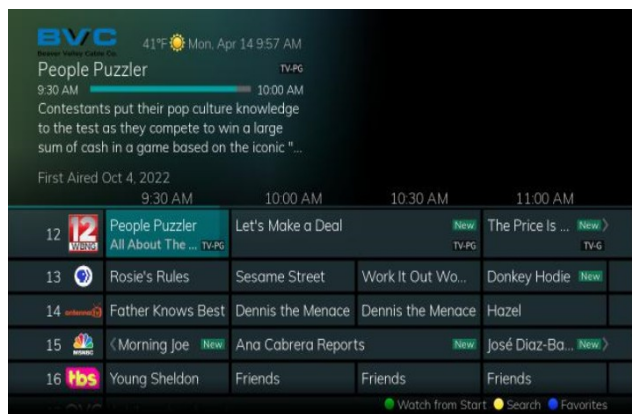 BVC
Beaver Valley Cable Co.
41°F Mon, Apr 14 9:57 AM
People Puzzler TV-PG
9:30 AM 10:00 AM
Contestants put their pop culture knowledge
to the test as they compete to win a large
sum of cash in a game based on the iconic "...
First Aired Oct 4, 2022
9:30 AM 10:00 AM 10:30 AM 11:00 AM
12 12 WBNG People Puzzler Let's Make a Deal New The Price Is ... New
All About The ... TV-PG TV-PG TV-G
13 Rosie's Rules Sesame Street Work It Out Wo... Donkey Hodie New
14 antenna Father Knows Best Dennis the Menace Dennis the Menace Hazel
15 MSNBC Morning Joe New Ana Cabrera Reports New José Diaz-Ba... New
16 tbs Young Sheldon Friends Friends Friends
Watch from Start Search Favorites